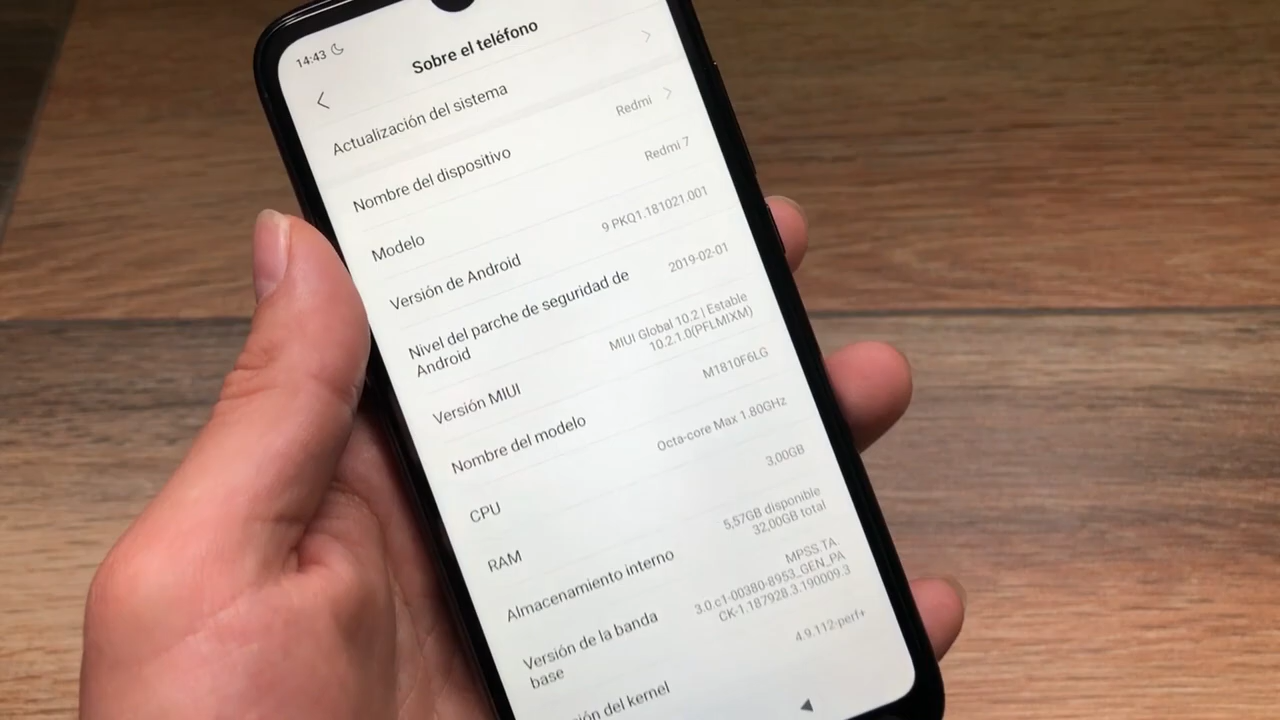 14:43
Sobre el teléfono
Actualización del sistema
Nombre del dispositivo
Redmi
Modelo
Redmi 7
Versión de Android
9 PKQ1.181021.001
Nivel del parche de seguridad de
Android
2019-02-01
Versión MIUI
MIUI Global 10.2 | Estable
10.2.1.0(PFLMIXM)
Nombre del modelo
M1810F6LG
CPU
Octa-core Max 1.80GHz
RAM
3,00GB
Almacenamiento interno
5,57GB disponible
32,00GB total
Versión de la banda
base
MPSS.TA.
3.0.c1-00380-8953_GEN_PA
CK-1.187928.3.190009.3
ión del kernel
4.9.112-perf+